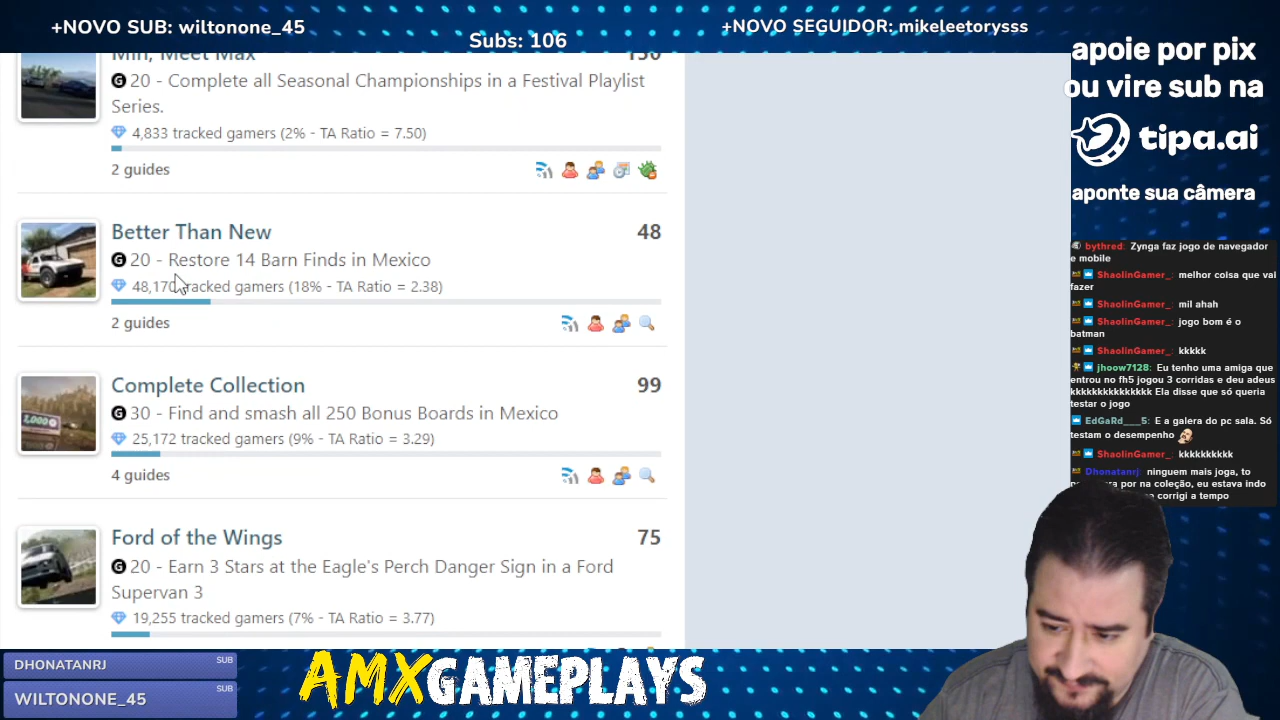 +NOVO SUB: wiltonone_45
Subs: 106
+NOVO SEGUIDOR: mikeleetorysss
apoie por pix
ou vire sub na
tipa.ai
aponte sua câmera
Min, Meet Max 150
G 20 - Complete all Seasonal Championships in a Festival Playlist
Series.
4,833 tracked gamers (2% - TA Ratio = 7.50)
2 guides
Better Than New 48
G 20 - Restore 14 Barn Finds in Mexico
48,170 tracked gamers (18% - TA Ratio = 2.38)
2 guides
Complete Collection 99
G 30 - Find and smash all 250 Bonus Boards in Mexico
25,172 tracked gamers (9% - TA Ratio = 3.29)
4 guides
Ford of the Wings 75
G 20 - Earn 3 Stars at the Eagle's Perch Danger Sign in a Ford
Supervan 3
19,255 tracked gamers (7% - TA Ratio = 3.77)
bythred: Zynga faz jogo de navegador
e mobile
ShaolinGamer_: melhor coisa que vai
fazer
ShaolinGamer_: mil ahah
ShaolinGamer_: jogo bom é o
batman
ShaolinGamer_: kkkkk
jhoow7128: Eu tenho uma amiga que
entrou no fh5 jogou 3 corridas e deu adeus
kkkkkkkkkkkkkkk Ela disse que só queria
testar o jogo
EdGaRd___5: E a galera do pc sala. Só
testam o desempenho
ShaolinGamer_: kkkkkkkkkk
Dhonatanrj: ninguem mais joga, to
por na coleção, eu estava indo
corrigi a tempo
DHONATANRJ SUB
WILTONONE_45 SUB
AMXGAMEPLAYS